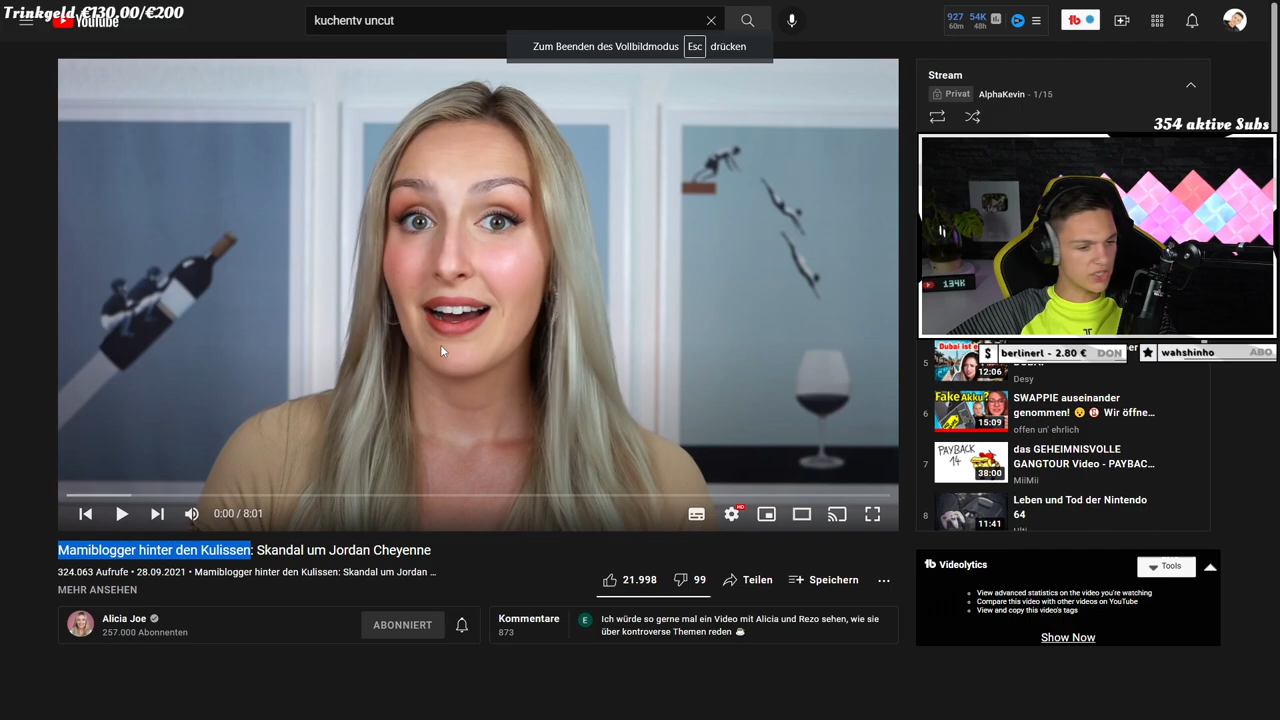 Trinkgeld €130,00/€200
YouTube
kuchentv uncut
927
60m
54K
48h
Zum Beenden des Vollbildmodus Esc drücken
Stream
Privat AlphaKevin - 1/15
354 aktive Subs
134K
$ berlinerl - 2.80 € DON
wahshinho ABO
5
12:06
Desy
6
Fake Akku?
15:09
SWAPPIE auseinander
genommen! 😮 🔞 Wir öffne…
offen un' ehrlich
7
PAYBACK
14
38:00
das GEHEIMNISVOLLE
GANGTOUR Video - PAYBAC…
MiiMii
8
11:41
Leben und Tod der Nintendo
64
0:00 / 8:01
HD
Mamiblogger hinter den Kulissen: Skandal um Jordan Cheyenne
324.063 Aufrufe • 28.09.2021 • Mamiblogger hinter den Kulissen: Skandal um Jordan …
MEHR ANSEHEN
21.998
99
Teilen
Speichern
Alicia Joe
257.000 Abonnenten
ABONNIERT
Kommentare
873
E
Ich würde so gerne mal ein Video mit Alicia und Rezo sehen, wie sie
über kontroverse Themen reden ☕
tb Videolytics
Tools
View advanced statistics on the video you're watching
Compare this video with other videos on YouTube
View and copy this video's tags
Show Now